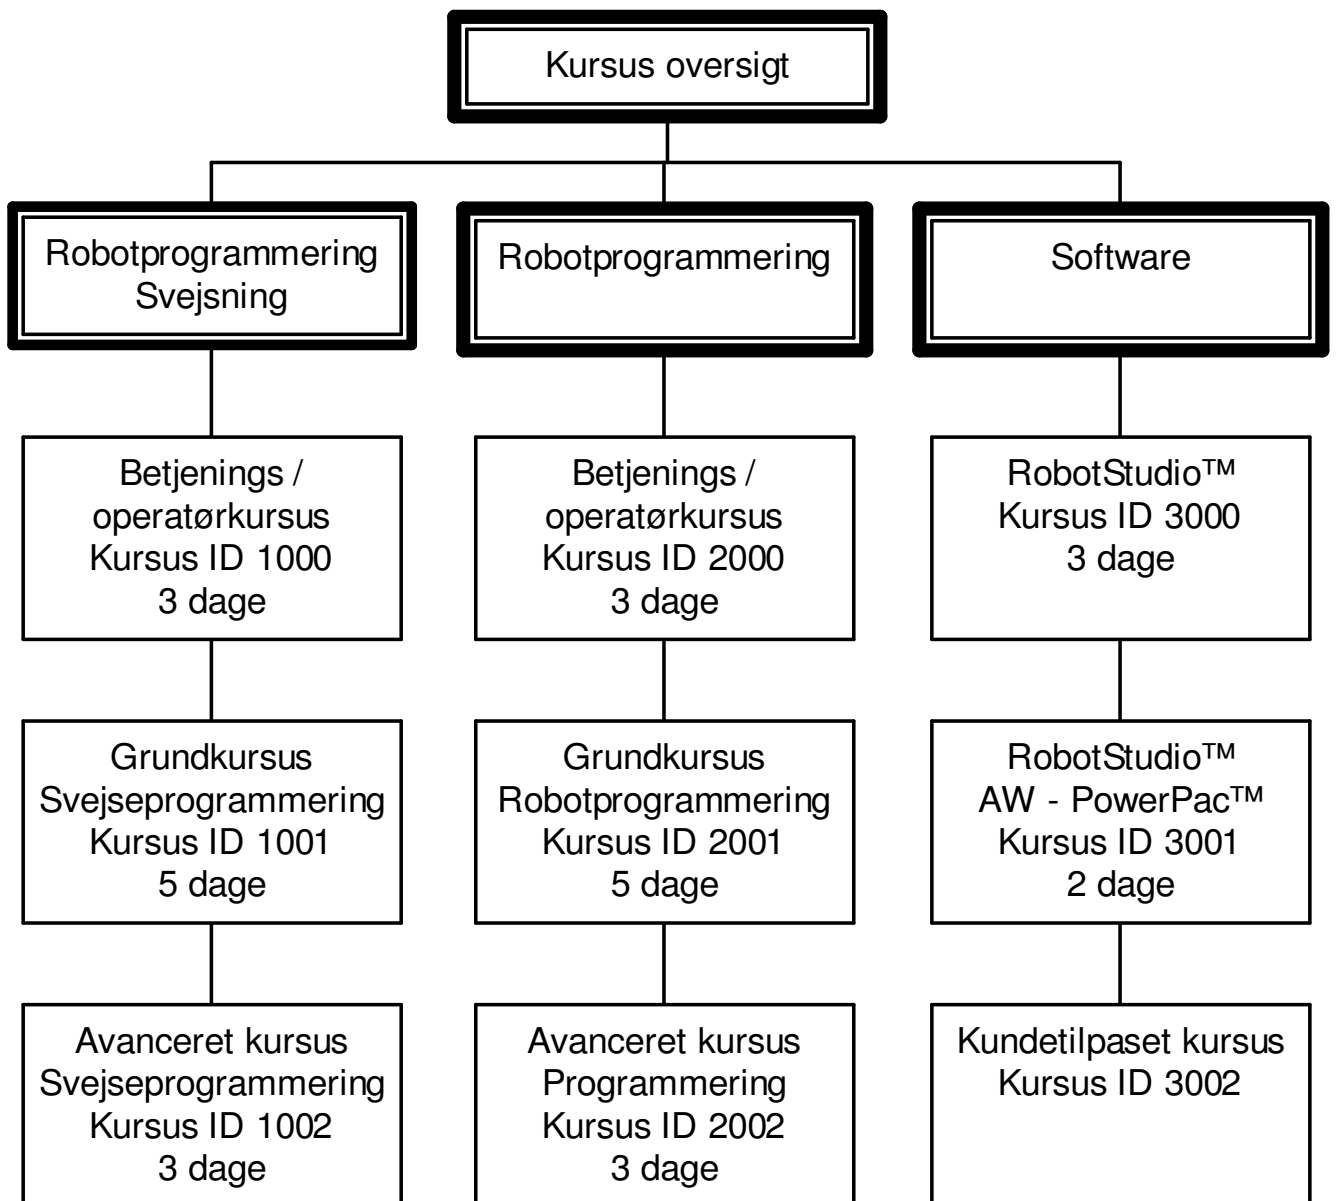 Kursus oversigt
Robotprogrammering
Svejsning
Robotprogrammering
Software
Betjenings /
operatørkursus
Kursus ID 1000
3 dage
Betjenings /
operatørkursus
Kursus ID 2000
3 dage
RobotStudio™
Kursus ID 3000
3 dage
Grundkursus
Svejseprogrammering
Kursus ID 1001
5 dage
Grundkursus
Robotprogrammering
Kursus ID 2001
5 dage
RobotStudio™
AW - PowerPac™
Kursus ID 3001
2 dage
Avanceret kursus
Svejseprogrammering
Kursus ID 1002
3 dage
Avanceret kursus
Programmering
Kursus ID 2002
3 dage
Kundetilpaset kursus
Kursus ID 3002